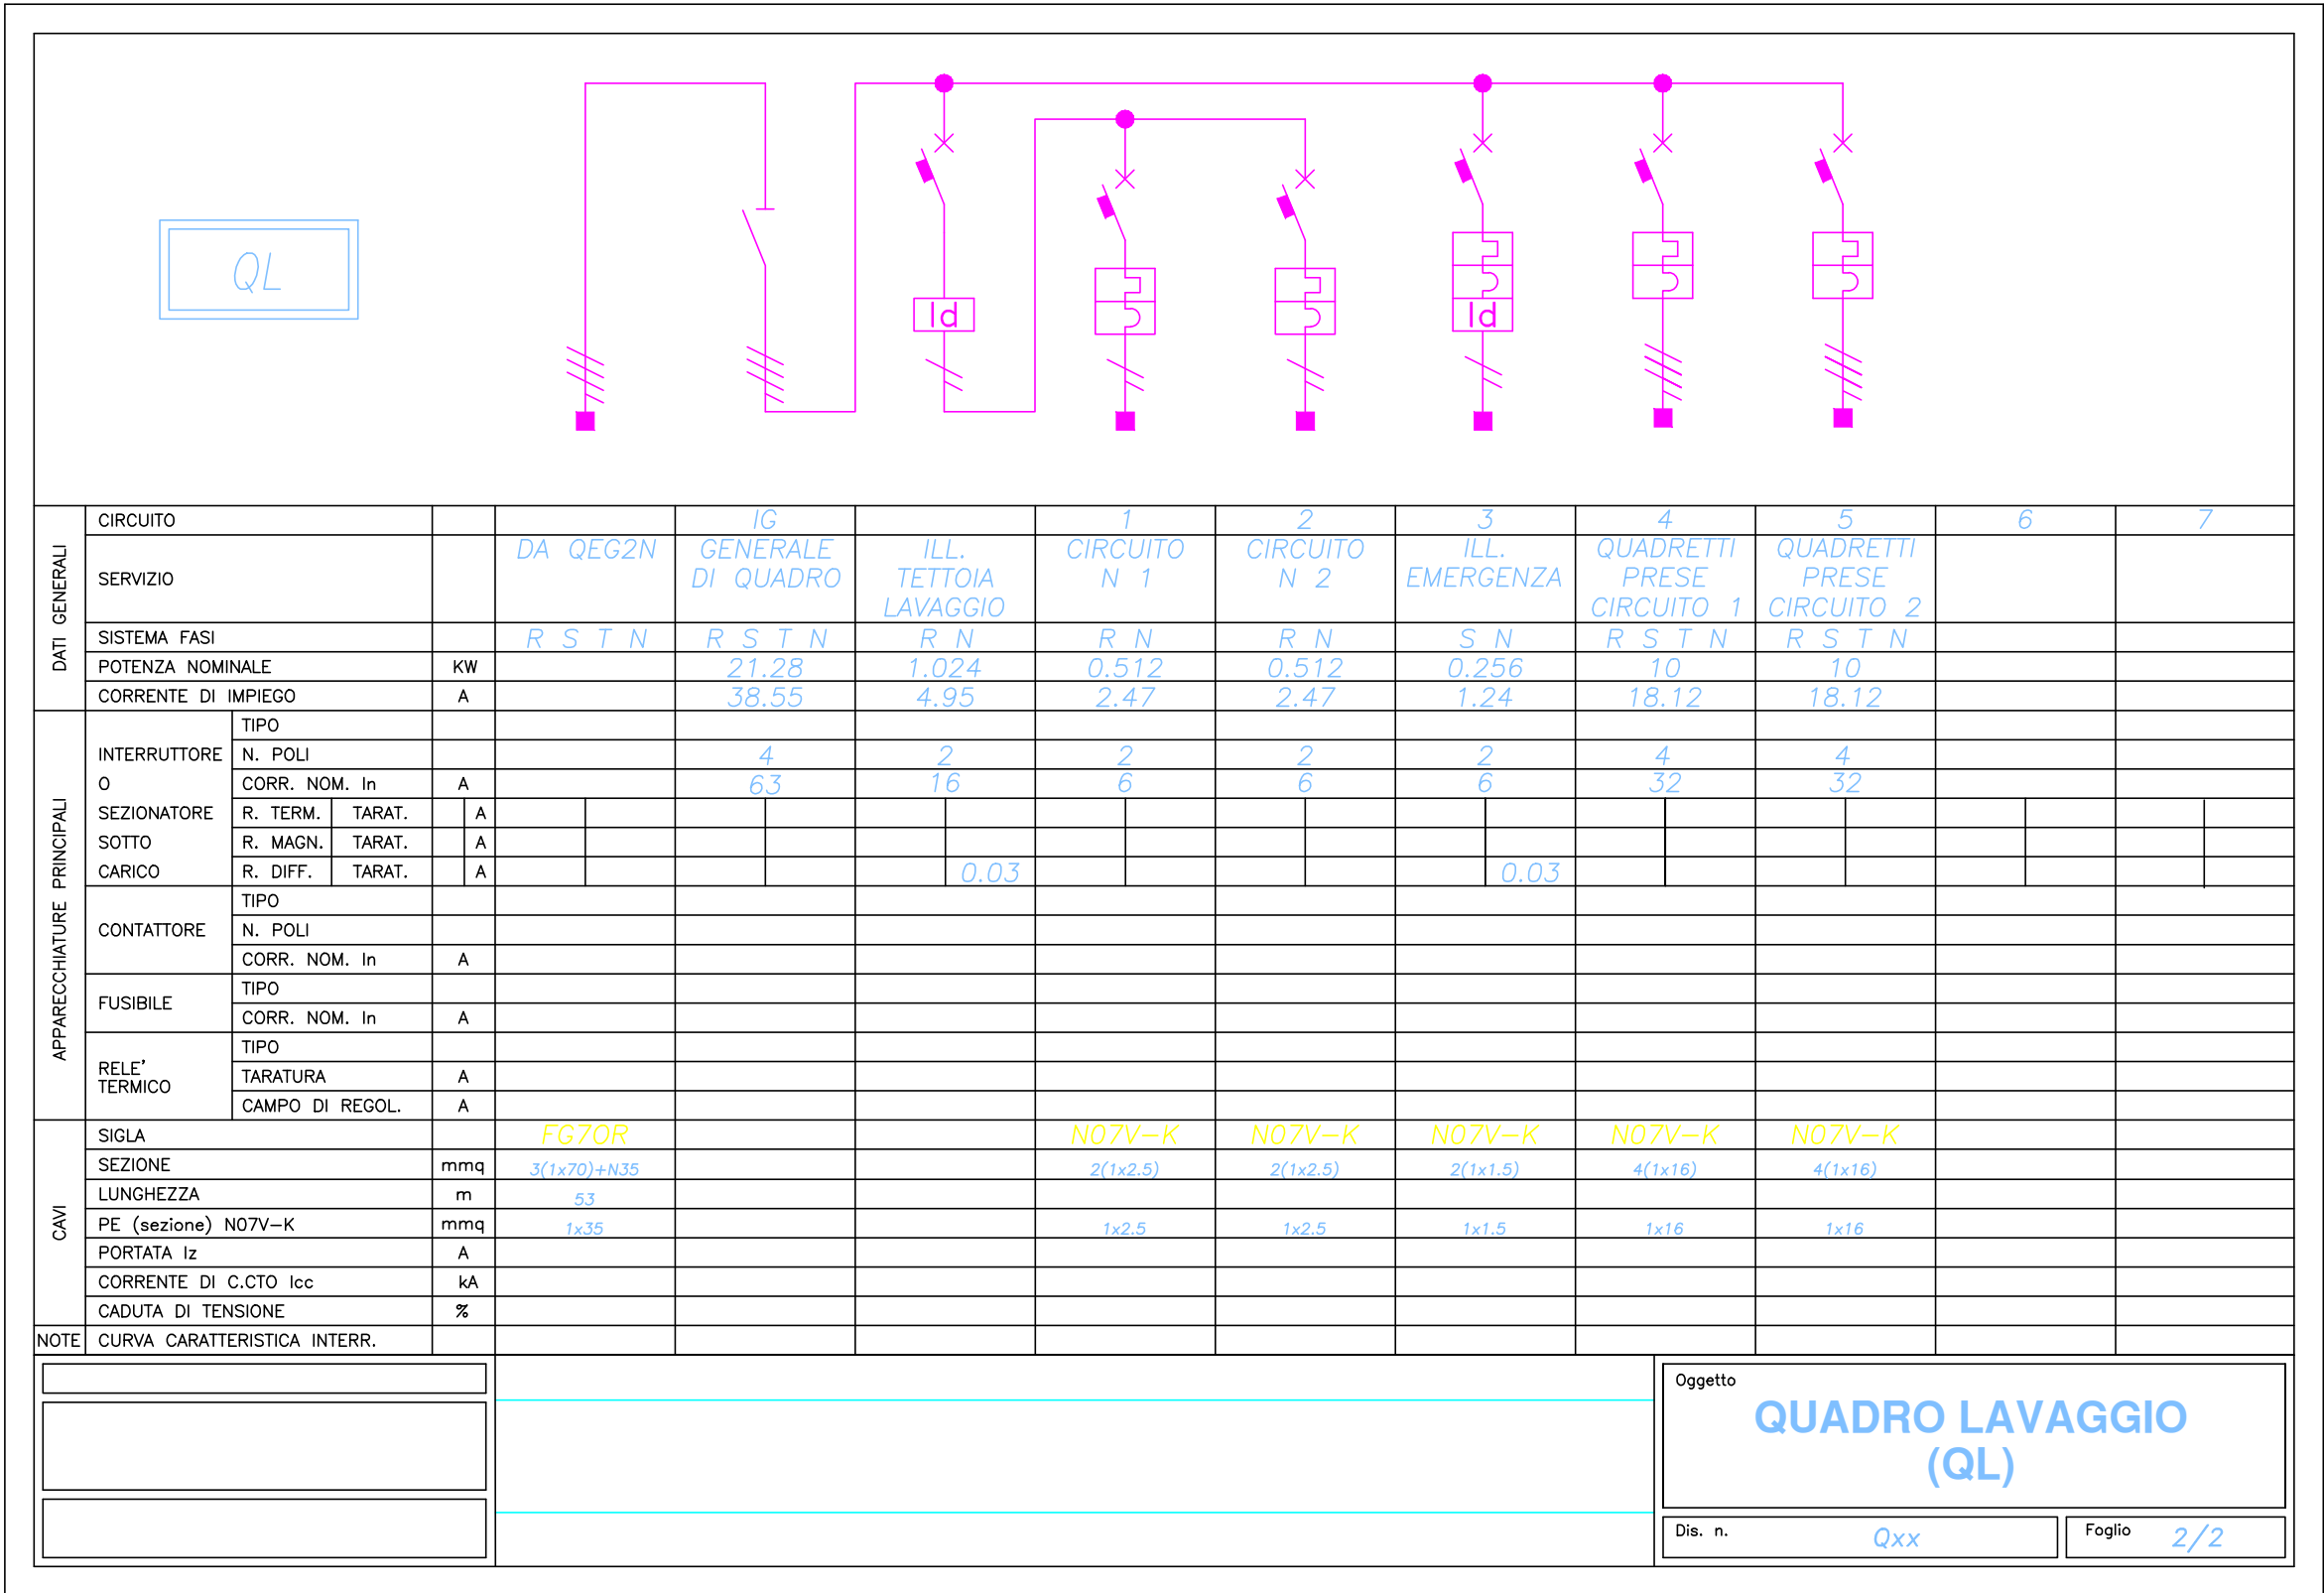 QL
Id
Id
CIRCUITO IG 1 2 3 4 5 6 7
DATI GENERALI
SERVIZIO
DA QEG2N
GENERALE
DI QUADRO
ILL.
TETTOIA
LAVAGGIO
CIRCUITO
N 1
CIRCUITO
N 2
ILL.
EMERGENZA
QUADRETTI
PRESE
CIRCUITO 1
QUADRETTI
PRESE
CIRCUITO 2
SISTEMA FASI R S T N R S T N R N R N R N S N R S T N R S T N
POTENZA NOMINALE KW 21.28 1.024 0.512 0.512 0.256 10 10
CORRENTE DI IMPIEGO A 38.55 4.95 2.47 2.47 1.24 18.12 18.12
APPARECCHIATURE PRINCIPALI
INTERRUTTORE
O
SEZIONATORE
SOTTO
CARICO
TIPO
N. POLI 4 2 2 2 2 4 4
CORR. NOM. In A 63 16 6 6 6 32 32
R. TERM. TARAT. A
R. MAGN. TARAT. A
R. DIFF. TARAT. A 0.03 0.03
CONTATTORE
TIPO
N. POLI
CORR. NOM. In A
FUSIBILE
TIPO
CORR. NOM. In A
RELE'
TERMICO
TIPO
TARATURA A
CAMPO DI REGOL. A
CAVI
SIGLA FG7OR N07V-K N07V-K N07V-K N07V-K N07V-K
SEZIONE mmq 3(1x70)+N35 2(1x2.5) 2(1x2.5) 2(1x1.5) 4(1x16) 4(1x16)
LUNGHEZZA m 53
PE (sezione) N07V-K mmq 1x35 1x2.5 1x2.5 1x1.5 1x16 1x16
PORTATA Iz A
CORRENTE DI C.CTO Icc kA
CADUTA DI TENSIONE %
NOTE CURVA CARATTERISTICA INTERR.
Oggetto
QUADRO LAVAGGIO
(QL)
Dis. n. Qxx
Foglio 2/2